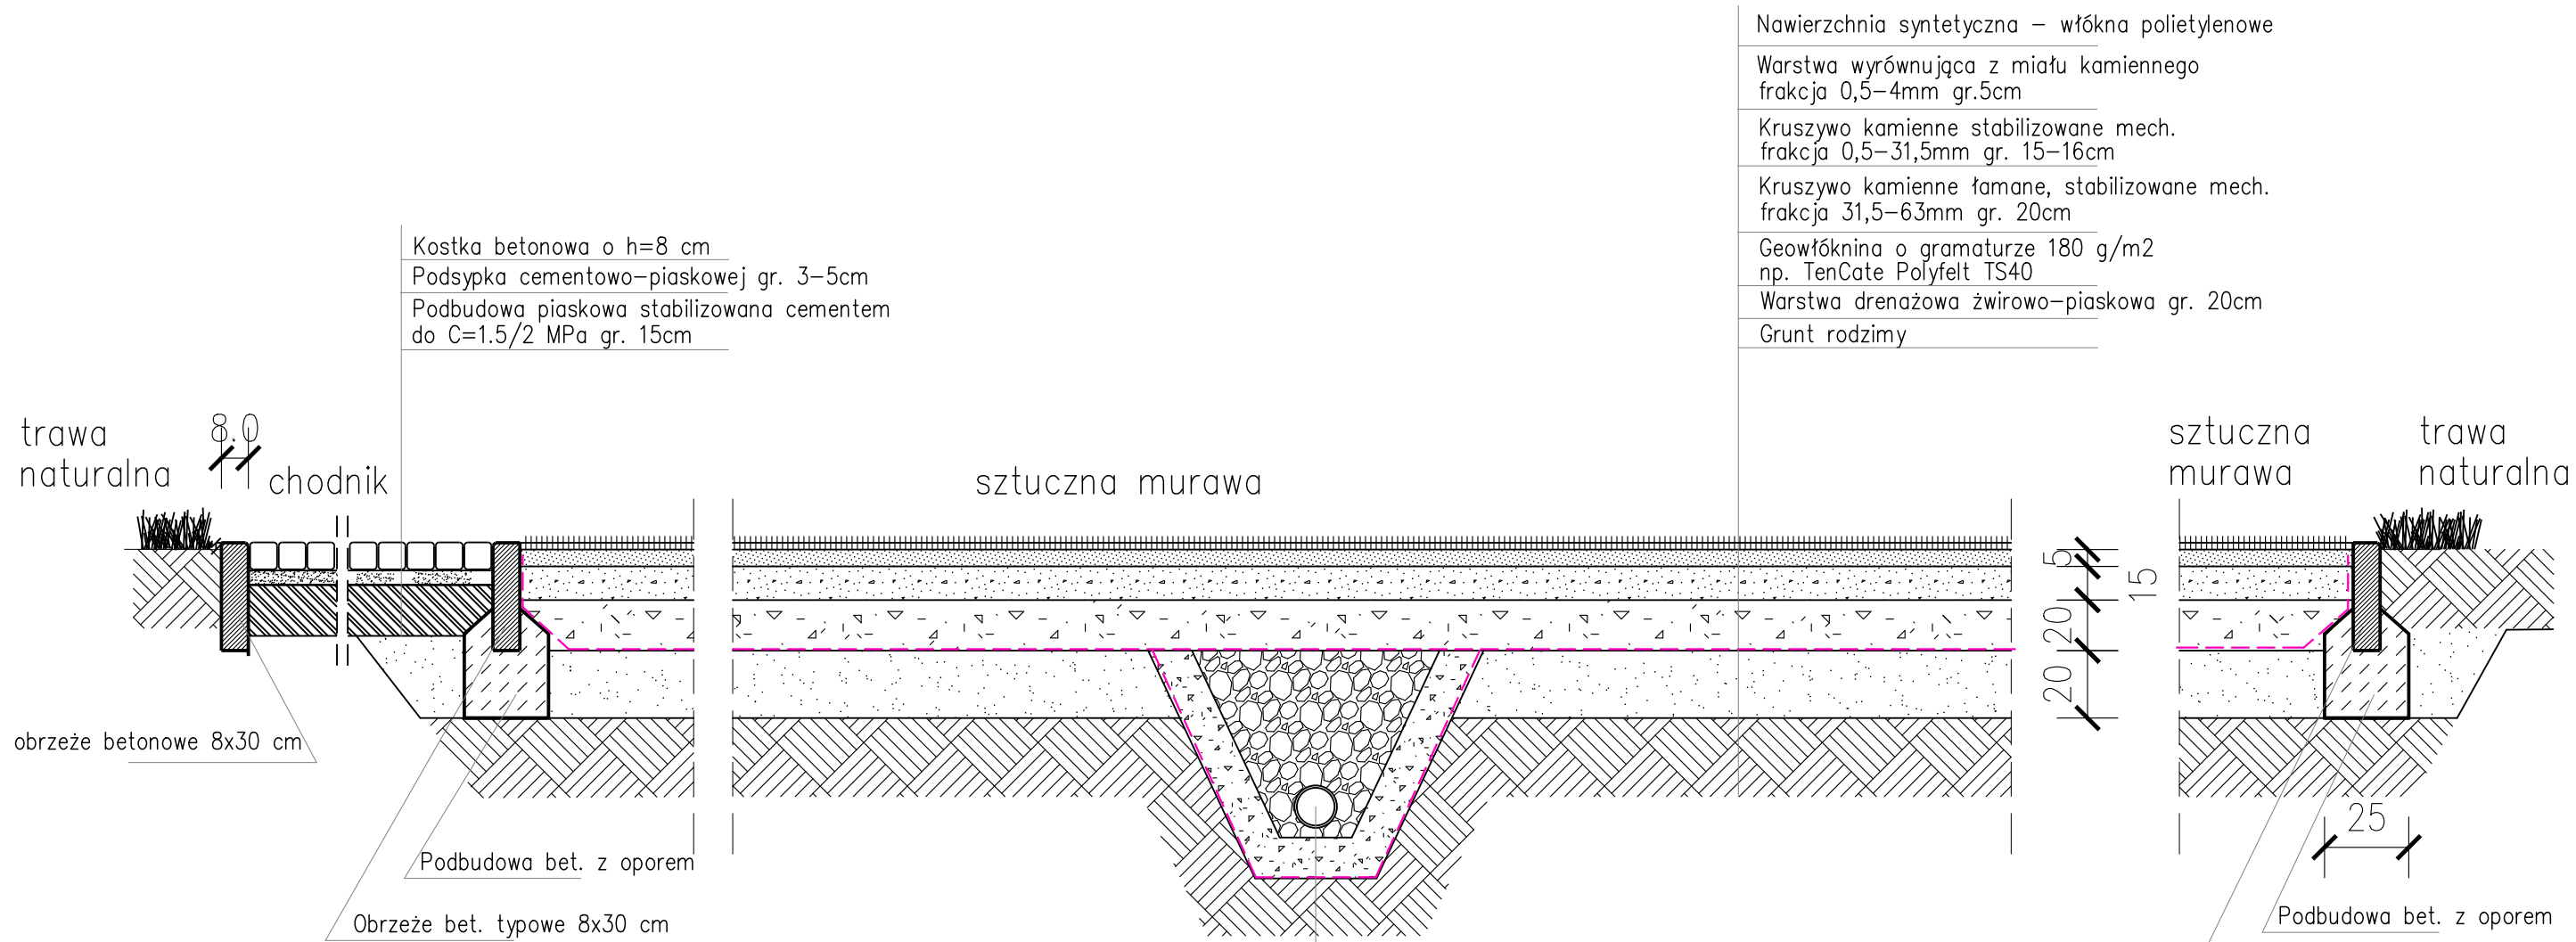 Nawierzchnia syntetyczna – włókna polietylenowe
Warstwa wyrównująca z miału kamiennego
frakcja 0,5–4mm gr.5cm
Kruszywo kamienne stabilizowane mech.
frakcja 0,5–31,5mm gr. 15–16cm
Kruszywo kamienne łamane, stabilizowane mech.
frakcja 31,5–63mm gr. 20cm
Geowłóknina o gramaturze 180 g/m2
np. TenCate Polyfelt TS40
Warstwa drenażowa żwirowo–piaskowa gr. 20cm
Grunt rodzimy
Kostka betonowa o h=8 cm
Podsypka cementowo–piaskowej gr. 3–5cm
Podbudowa piaskowa stabilizowana cementem
do C=1.5/2 MPa gr. 15cm
trawa
naturalna
8.0
chodnik
sztuczna murawa
sztuczna
murawa
trawa
naturalna
5
15
20
20
25
obrzeże betonowe 8x30 cm
Podbudowa bet. z oporem
Obrzeże bet. typowe 8x30 cm
Podbudowa bet. z oporem